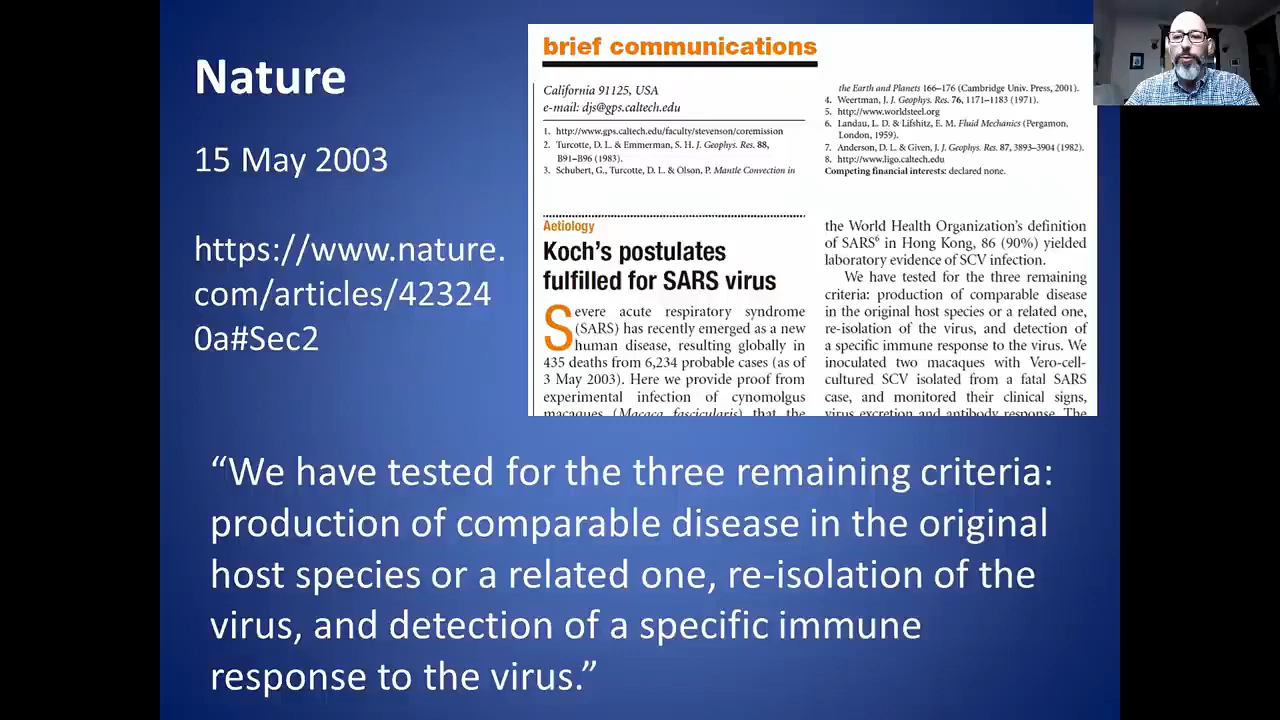 Nature
15 May 2003
https://www.nature.
com/articles/42324
0a#Sec2
brief communications
California 91125, USA
e-mail: djs@gps.caltech.edu
1. http://www.gps.caltech.edu/faculty/stevenson/coremission
2. Turcotte, D. L. & Emmerman, S. H. J. Geophys. Res. 88,
B91–B96 (1983).
3. Schubert, G., Turcotte, D. L. & Olson, P. Mantle Convection in
the Earth and Planets 166–176 (Cambridge Univ. Press, 2001).
4. Weertman, J. J. Geophys. Res. 76, 1171–1183 (1971).
5. http://www.worldsteel.org
6. Landau, L. D. & Lifshitz, E. M. Fluid Mechanics (Pergamon,
London, 1959).
7. Anderson, D. L. & Given, J. J. Geophys. Res. 87, 3893–3904 (1982).
8. http://www.ligo.caltech.edu
Competing financial interests: declared none.
Aetiology
Koch’s postulates
fulfilled for SARS virus
Severe acute respiratory syndrome
(SARS) has recently emerged as a new
human disease, resulting globally in
435 deaths from 6,234 probable cases (as of
3 May 2003). Here we provide proof from
experimental infection of cynomolgus
macaques (Macaca fascicularis) that the
the World Health Organization’s definition
of SARS6 in Hong Kong, 86 (90%) yielded
laboratory evidence of SCV infection.
We have tested for the three remaining
criteria: production of comparable disease
in the original host species or a related one,
re-isolation of the virus, and detection of
a specific immune response to the virus. We
inoculated two macaques with Vero-cell-
cultured SCV isolated from a fatal SARS
case, and monitored their clinical signs,
virus excretion and antibody response. The
“We have tested for the three remaining criteria:
production of comparable disease in the original
host species or a related one, re-isolation of the
virus, and detection of a specific immune
response to the virus.”